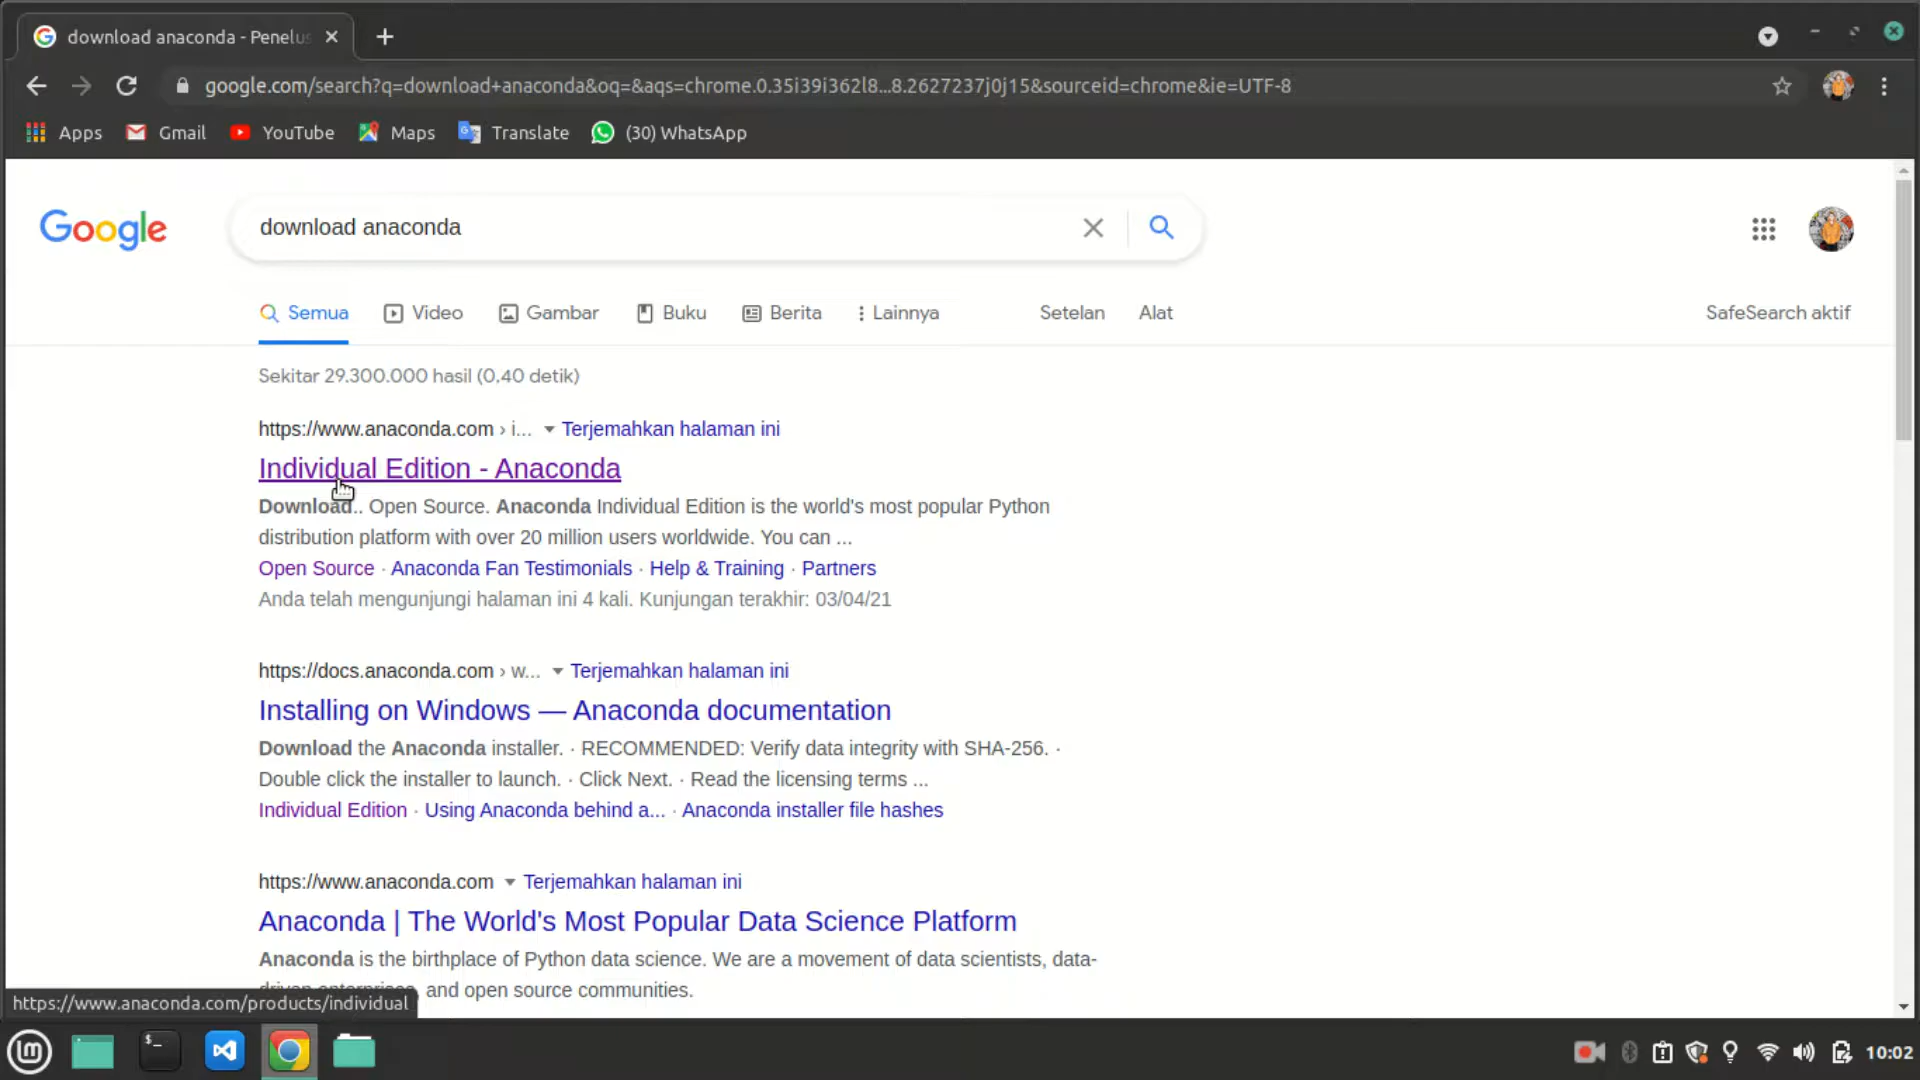 download anaconda - Penelus
google.com/search?q=download+anaconda&oq=&aqs=chrome.0.35i39i362l8...8.2627237j0j15&sourceid=chrome&ie=UTF-8
Apps Gmail YouTube Maps Translate (30) WhatsApp
Google
download anaconda
Semua Video Gambar Buku Berita Lainnya Setelan Alat SafeSearch aktif
Sekitar 29.300.000 hasil (0,40 detik)
https://www.anaconda.com › i... Terjemahkan halaman ini
Individual Edition - Anaconda
Download.. Open Source. Anaconda Individual Edition is the world's most popular Python
distribution platform with over 20 million users worldwide. You can ...
Open Source · Anaconda Fan Testimonials · Help & Training · Partners
Anda telah mengunjungi halaman ini 4 kali. Kunjungan terakhir: 03/04/21
https://docs.anaconda.com › w... Terjemahkan halaman ini
Installing on Windows — Anaconda documentation
Download the Anaconda installer. · RECOMMENDED: Verify data integrity with SHA-256. ·
Double click the installer to launch. · Click Next. · Read the licensing terms ...
Individual Edition · Using Anaconda behind a... · Anaconda installer file hashes
https://www.anaconda.com Terjemahkan halaman ini
Anaconda | The World's Most Popular Data Science Platform
Anaconda is the birthplace of Python data science. We are a movement of data scientists, data-
and open source communities.
https://www.anaconda.com/products/individual
10:02